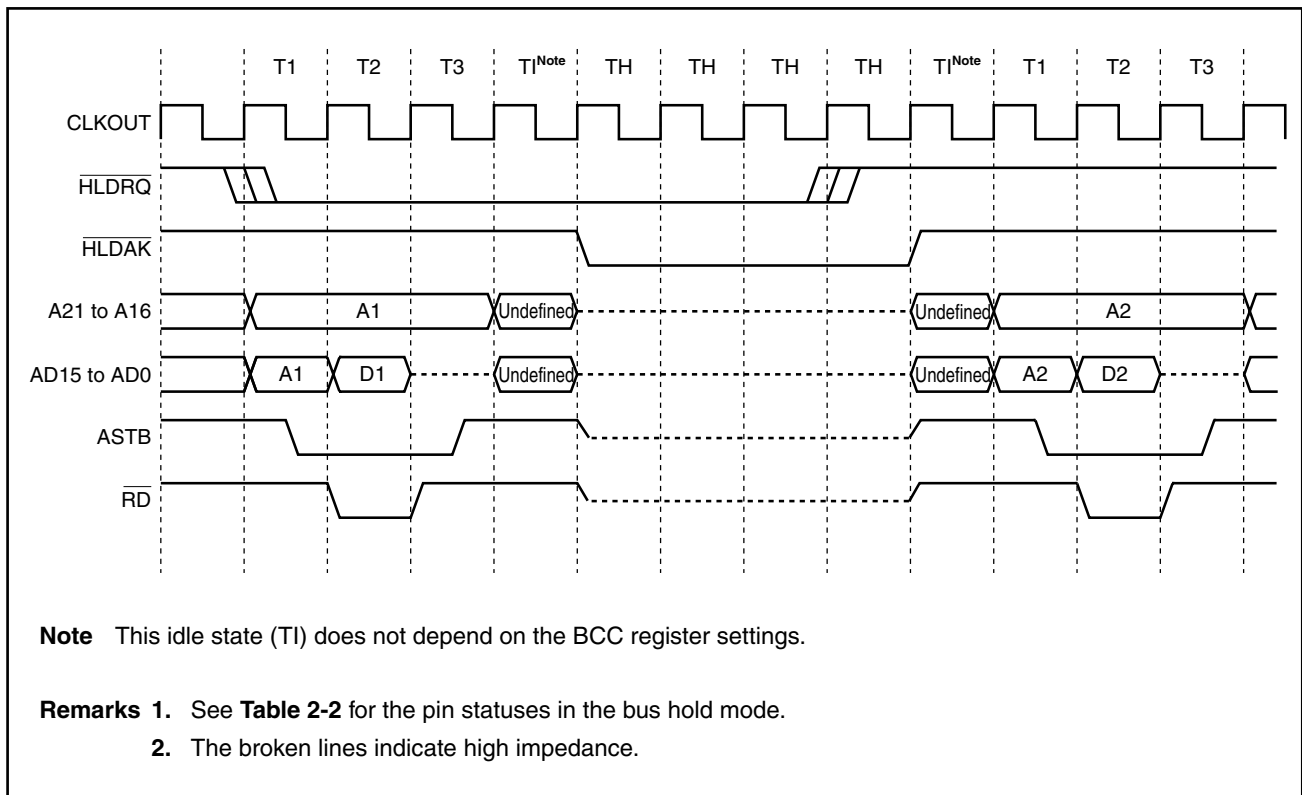 T1 T2 T3 TINote TH TH TH TH TINote T1 T2 T3
CLKOUT
HLDRQ
HLDAK
A21 to A16 A1 Undefined Undefined A2
AD15 to AD0 A1 D1 Undefined Undefined A2 D2
ASTB
RD
Note This idle state (TI) does not depend on the BCC register settings.
Remarks 1. See Table 2-2 for the pin statuses in the bus hold mode.
2. The broken lines indicate high impedance.